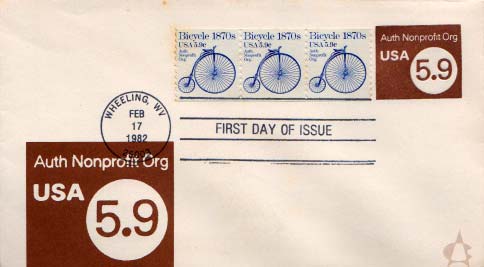 Bicycle 1870s
USA 5.9c
Auth
Nonprofit
Org
Bicycle 1870s
USA 5.9c
Auth
Nonprofit
Org
Bicycle 1870s
USA 5.9c
Auth
Nonprofit
Org
Auth Nonprofit Org
USA 5.9
WHEELING, WV
FEB
17
1982
26003
FIRST DAY OF ISSUE
Auth Nonprofit Org
USA
5.9